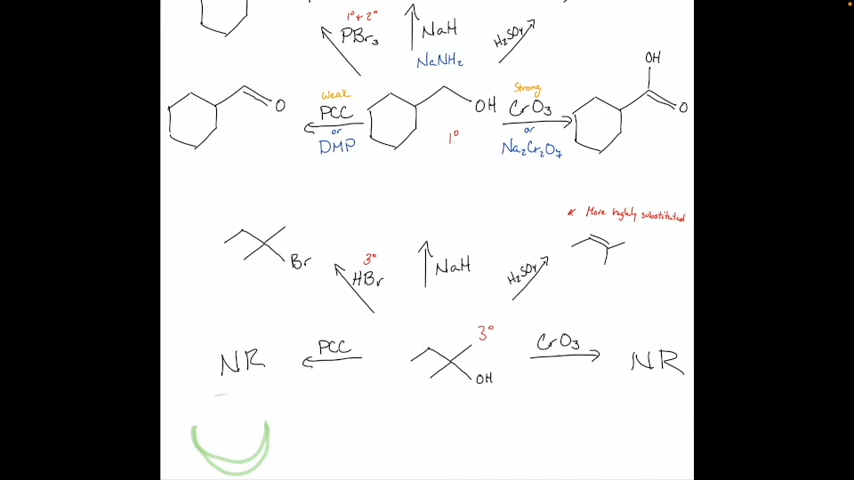 1° & 2°
PBr3
NaH
NaNH2
H2SO4
O
weak
PCC
or
DMP
OH
1°
Strong
CrO3
or
Na2Cr2O7
OH
O
* More highly substituted
Br
3°
HBr
NaH
H2SO4
NR
PCC
3°
OH
CrO3
NR